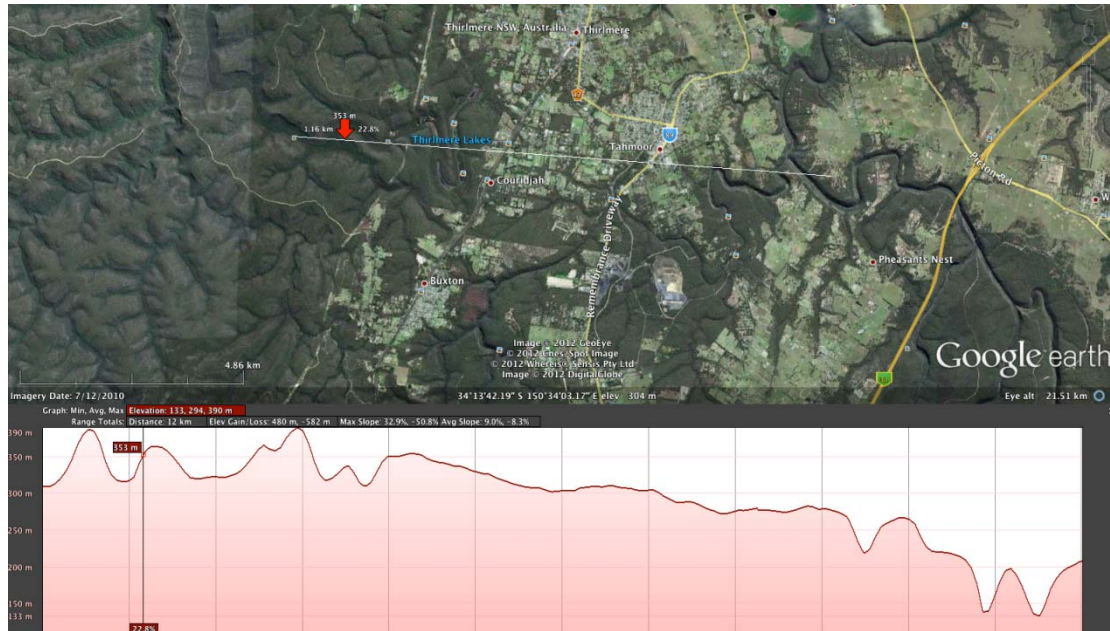 Thirlmere NSW, Australia Thirlmere
353 m
1.16 km 22.8%
Thirlmere Lakes
Tahmoor
Couridjah
Picton Rd
W
Remembrance Driveway
Pheasants Nest
Buxton
Image © 2012 GeoEye
© 2012 Cnes/Spot Image
© 2012 Whereis® Sensis Pty Ltd
Image © 2012 DigitalGlobe
4.86 km
Google earth
Imagery Date: 7/12/2010 34°13'42.19" S 150°34'03.17" E elev 304 m Eye alt 21.51 km
Graph: Min, Avg, Max Elevation: 133, 294, 390 m
Range Totals: Distance: 12 km Elev Gain/Loss: 480 m, -582 m Max Slope: 32.9%, -50.8% Avg Slope: 9.0%, -8.3%
390 m
353 m
350 m
300 m
250 m
200 m
150 m
133 m
22.8%